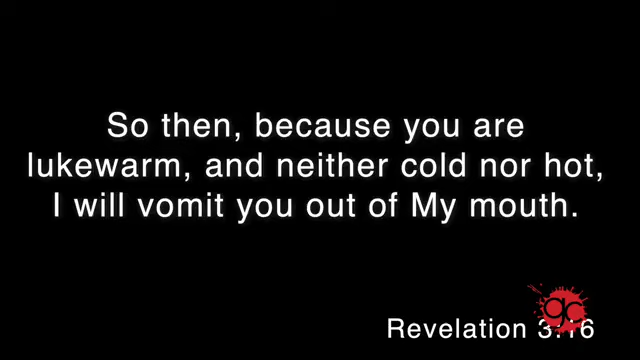 So then, because you are
lukewarm, and neither cold nor hot,
I will vomit you out of My mouth.
gc
Revelation 3:16